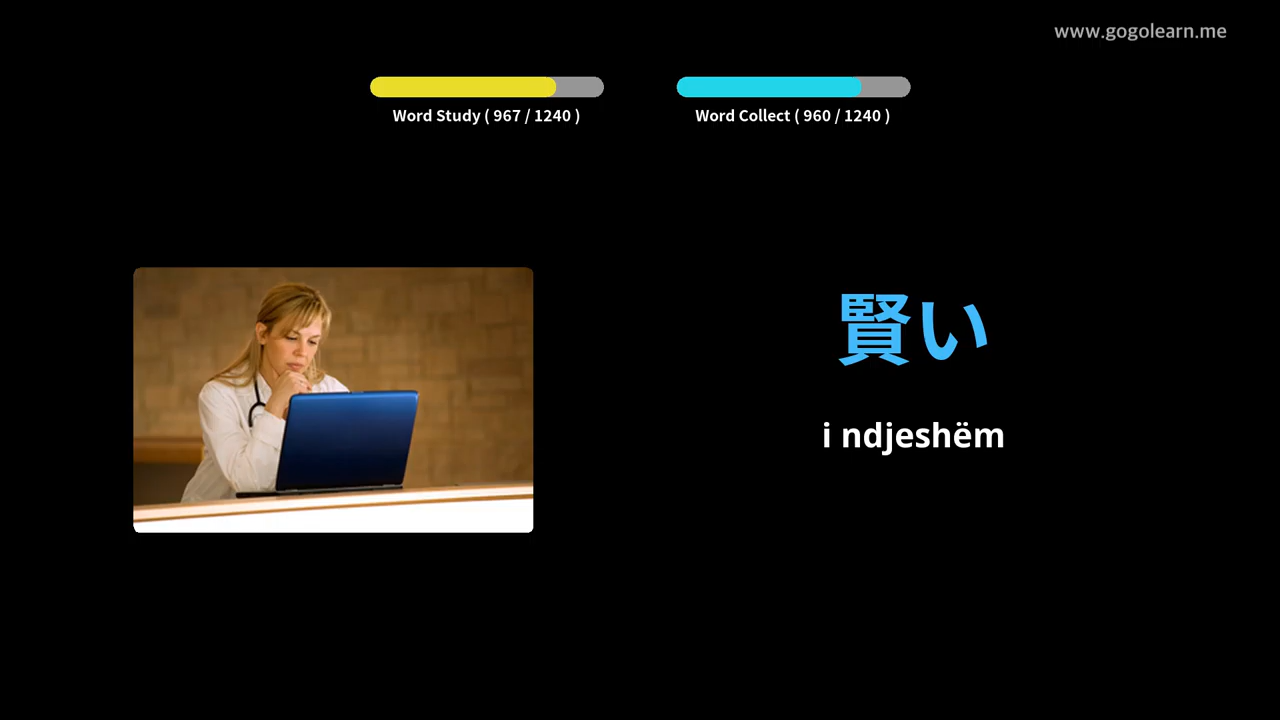 www.gogolearn.me
Word Study ( 967 / 1240 )
Word Collect ( 960 / 1240 )
賢い
i ndjeshëm